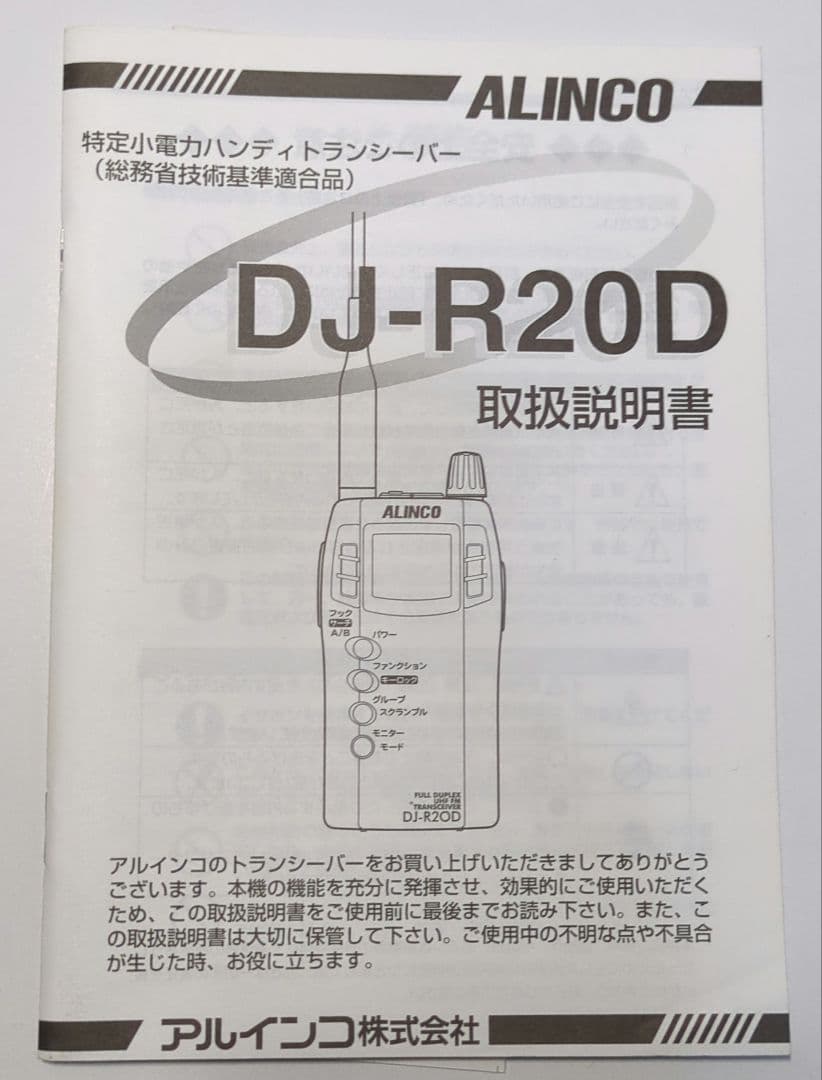 ALINCO
特定小電力ハンディトランシーバー
（総務省技術基準適合品）
DJ-R20D
取扱説明書
ALINCO
フック
サーチ
A/B
パワー
ファンクション
キーロック
グループ
スクランブル
モニター
モード
FULL DUPLEX
UHF FM
TRANSCEIVER
DJ-R20D
アルインコのトランシーバーをお買い上げいただきましてありがとう
ございます。本機の機能を充分に発揮させ、効果的にご使用いただく
ため、この取扱説明書をご使用前に最後までお読み下さい。また、こ
の取扱説明書は大切に保管して下さい。ご使用中の不明な点や不具合
が生じた時、お役に立ちます。
アルインコ株式会社